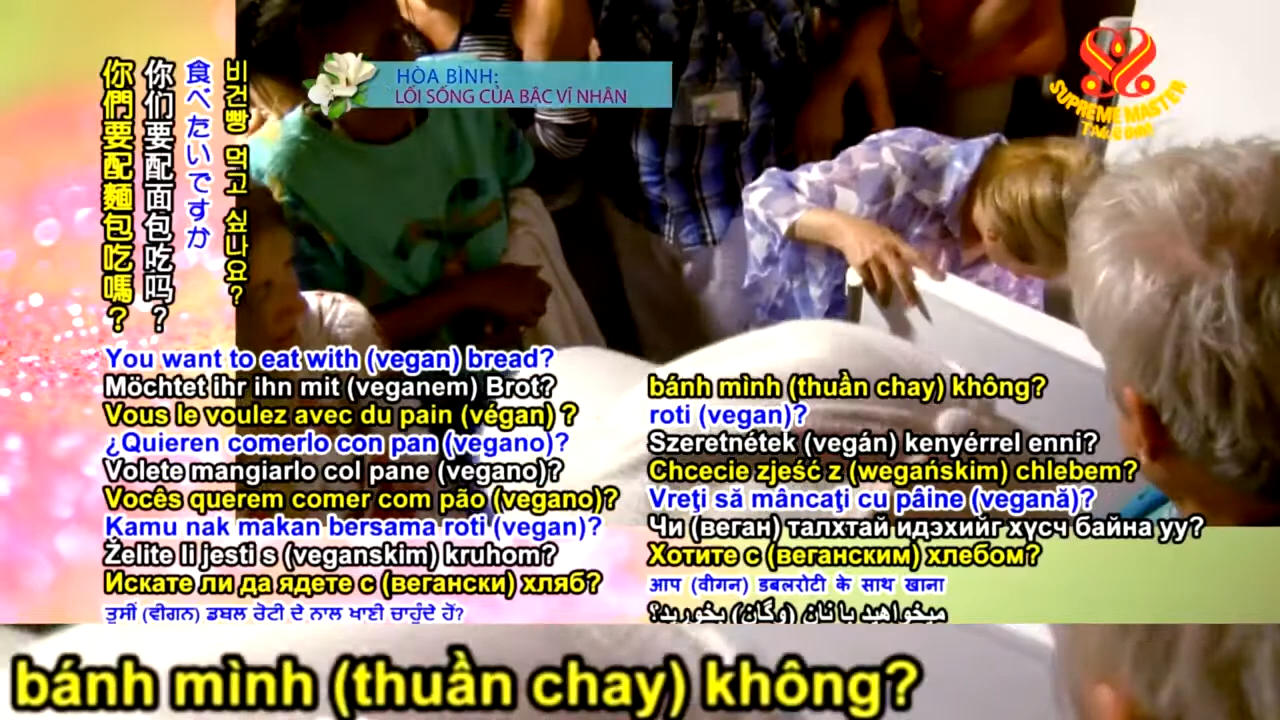 HÒA BÌNH:
LỐI SỐNG CỦA BẬC VĨ NHÂN
SUPREME MASTER
你們要配麵包吃嗎？
你们要配面包吃吗？
食べたいですか
비건빵 먹고 싶나요?
You want to eat with (vegan) bread?
Möchtet ihr ihn mit (veganem) Brot?
Vous le voulez avec du pain (végan) ?
¿Quieren comerlo con pan (vegano)?
Volete mangiarlo col pane (vegano)?
Vocês querem comer com pão (vegano)?
Kamu nak makan bersama roti (vegan)?
Želite li jesti s (veganskim) kruhom?
Искате ли да ядете с (вегански) хляб?
ਤੁਸੀਂ (ਵੀਗਨ) ਡਬਲ ਰੋਟੀ ਦੇ ਨਾਲ ਖਾਣੀ ਚਾਹੁੰਦੇ ਹੋਂ?
bánh mình (thuần chay) không?
roti (vegan)?
Szeretnétek (vegán) kenyérrel enni?
Chcecie zjeść z (wegańskim) chlebem?
Vreţi să mâncaţi cu pâine (vegană)?
Чи (веган) талхтай идэхийг хүсч байна уу?
Хотите с (веганским) хлебом?
आप (वीगन) डबलरोटी के साथ खाना
میخواهید با نان (وگان) بخورید؟
bánh mình (thuần chay) không?